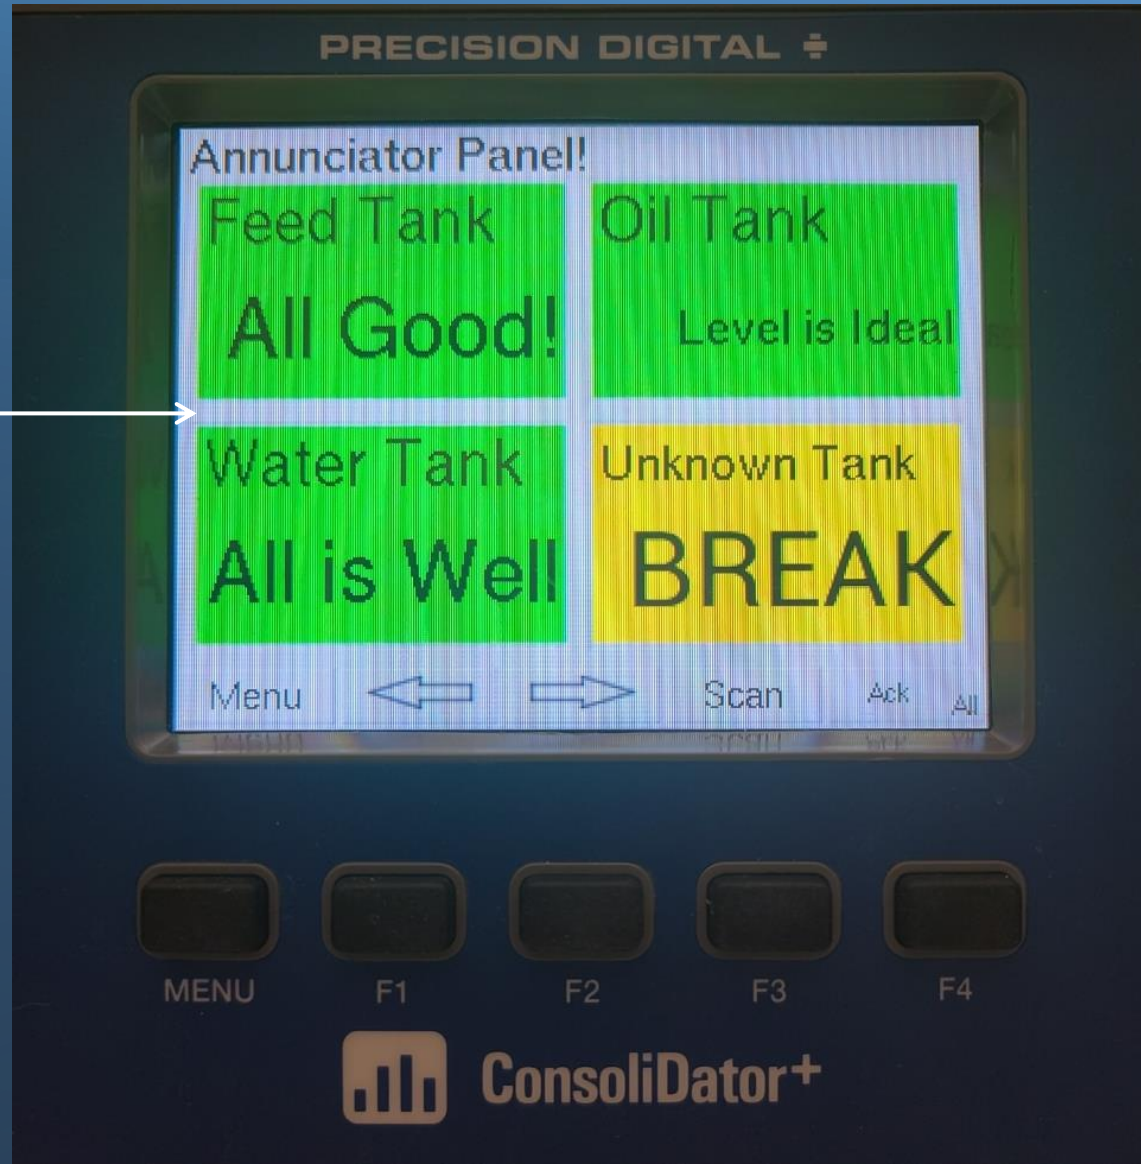 PRECISION DIGITAL
Annunciator Panel!
Feed Tank
All Good!
Oil Tank
Level is Ideal
Water Tank
All is Well
Unknown Tank
BREAK
Menu
Scan
Ack
All
MENU F1 F2 F3 F4
ConsoliDator+